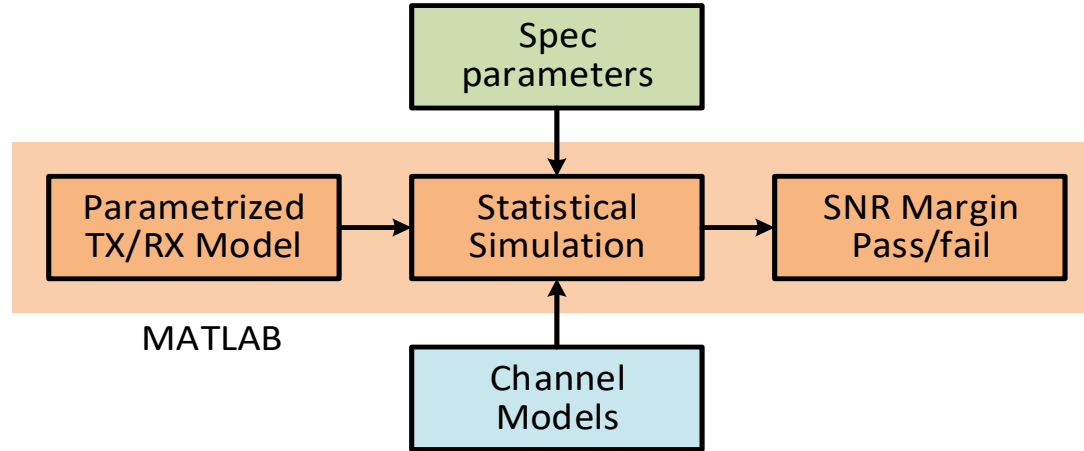 Spec
parameters
Parametrized
TX/RX Model
Statistical
Simulation
SNR Margin
Pass/fail
MATLAB
Channel
Models